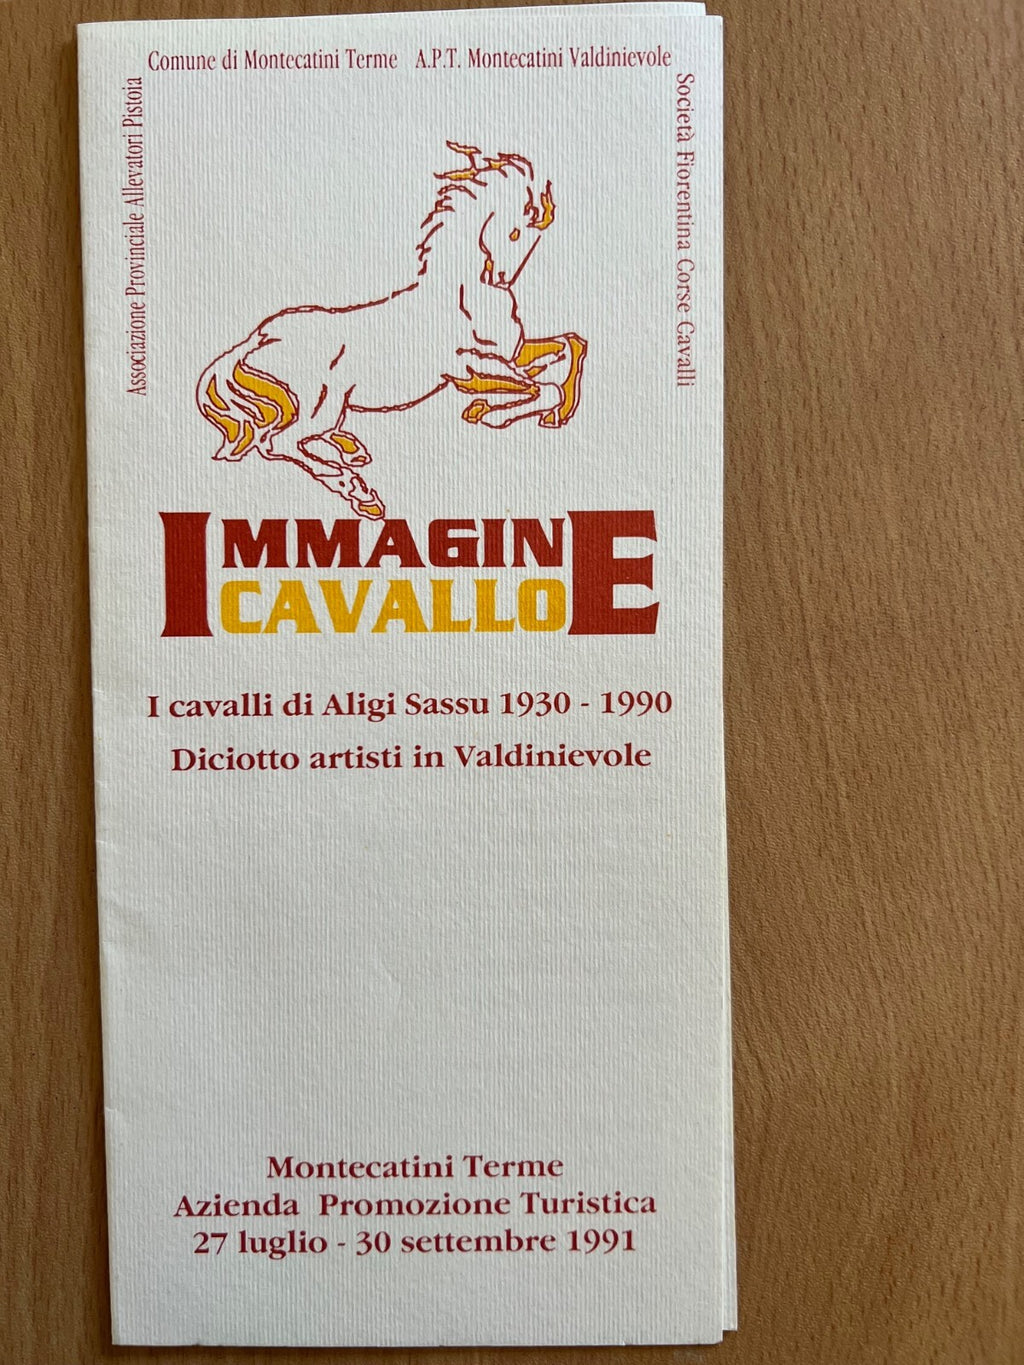 Comune di Montecatini Terme A.P.T. Montecatini Valdinievole
Associazione Provinciale Allevatori Pistoia
Società Fiorentina Corse Cavalli
IMMAGINE
CAVALLO
I cavalli di Aligi Sassu 1930 - 1990
Diciotto artisti in Valdinievole
Montecatini Terme
Azienda Promozione Turistica
27 luglio - 30 settembre 1991